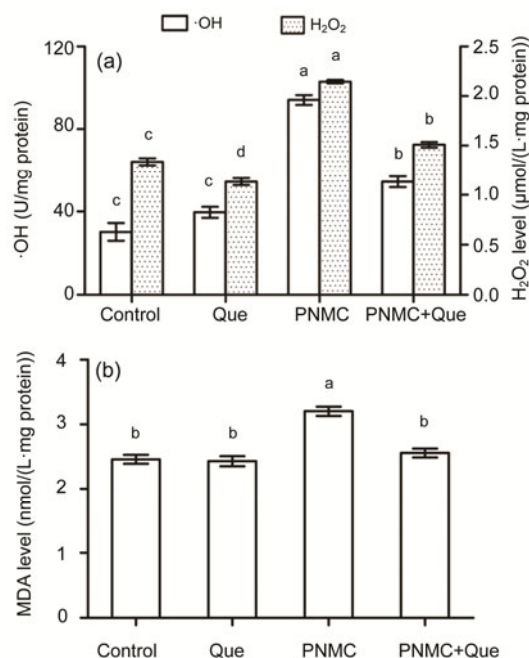 ·OH H₂O₂
(a)
·OH (U/mg protein)
120
80
40
0
c c c d a a b b
2.5
2.0
1.5
1.0
0.5
0.0
H₂O₂ level (μmol/(L·mg protein))
Control Que PNMC PNMC+Que
(b)
MDA level (nmol/(L·mg protein))
4
3
2
1
0
b b a b
Control Que PNMC PNMC+Que